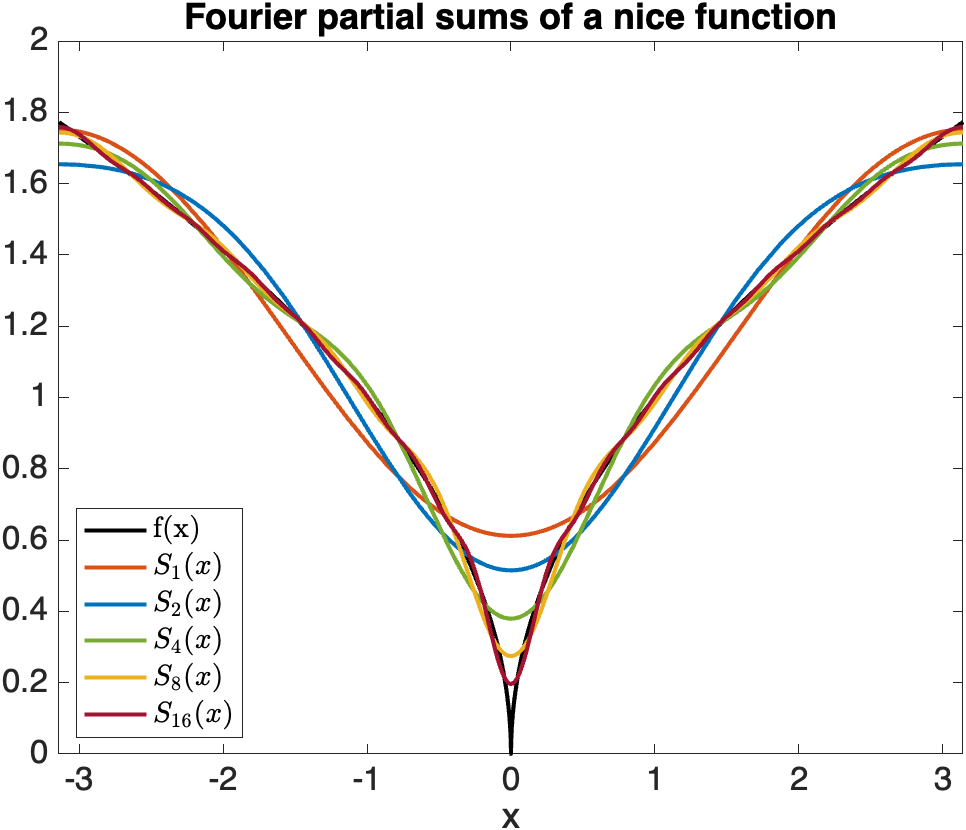 Fourier partial sums of a nice function
2
1.8
1.6
1.4
1.2
1
0.8
0.6
0.4
0.2
0
-3 -2 -1 0 1 2 3
x
f(x)
S₁(x)
S₂(x)
S₄(x)
S₈(x)
S₁₆(x)